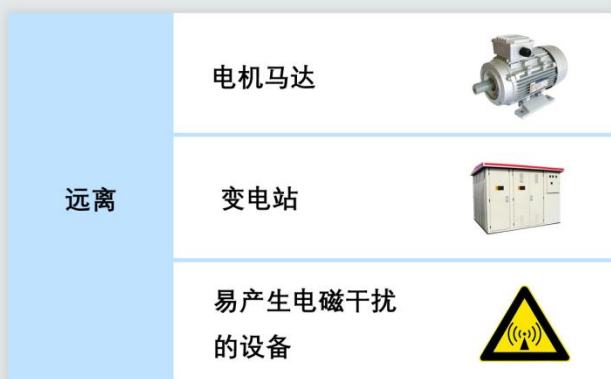 远离
电机马达
变电站
易产生电磁干扰
的设备